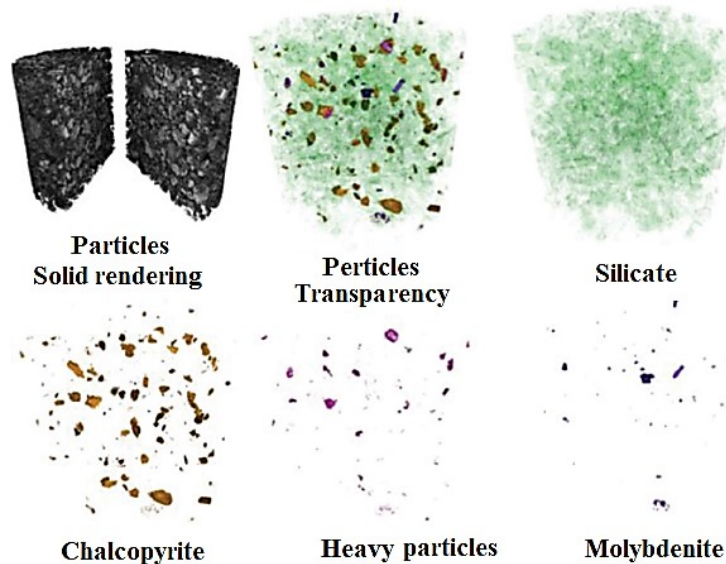 Particles
Solid rendering
Perticles
Transparency
Silicate
Chalcopyrite
Heavy particles
Molybdenite